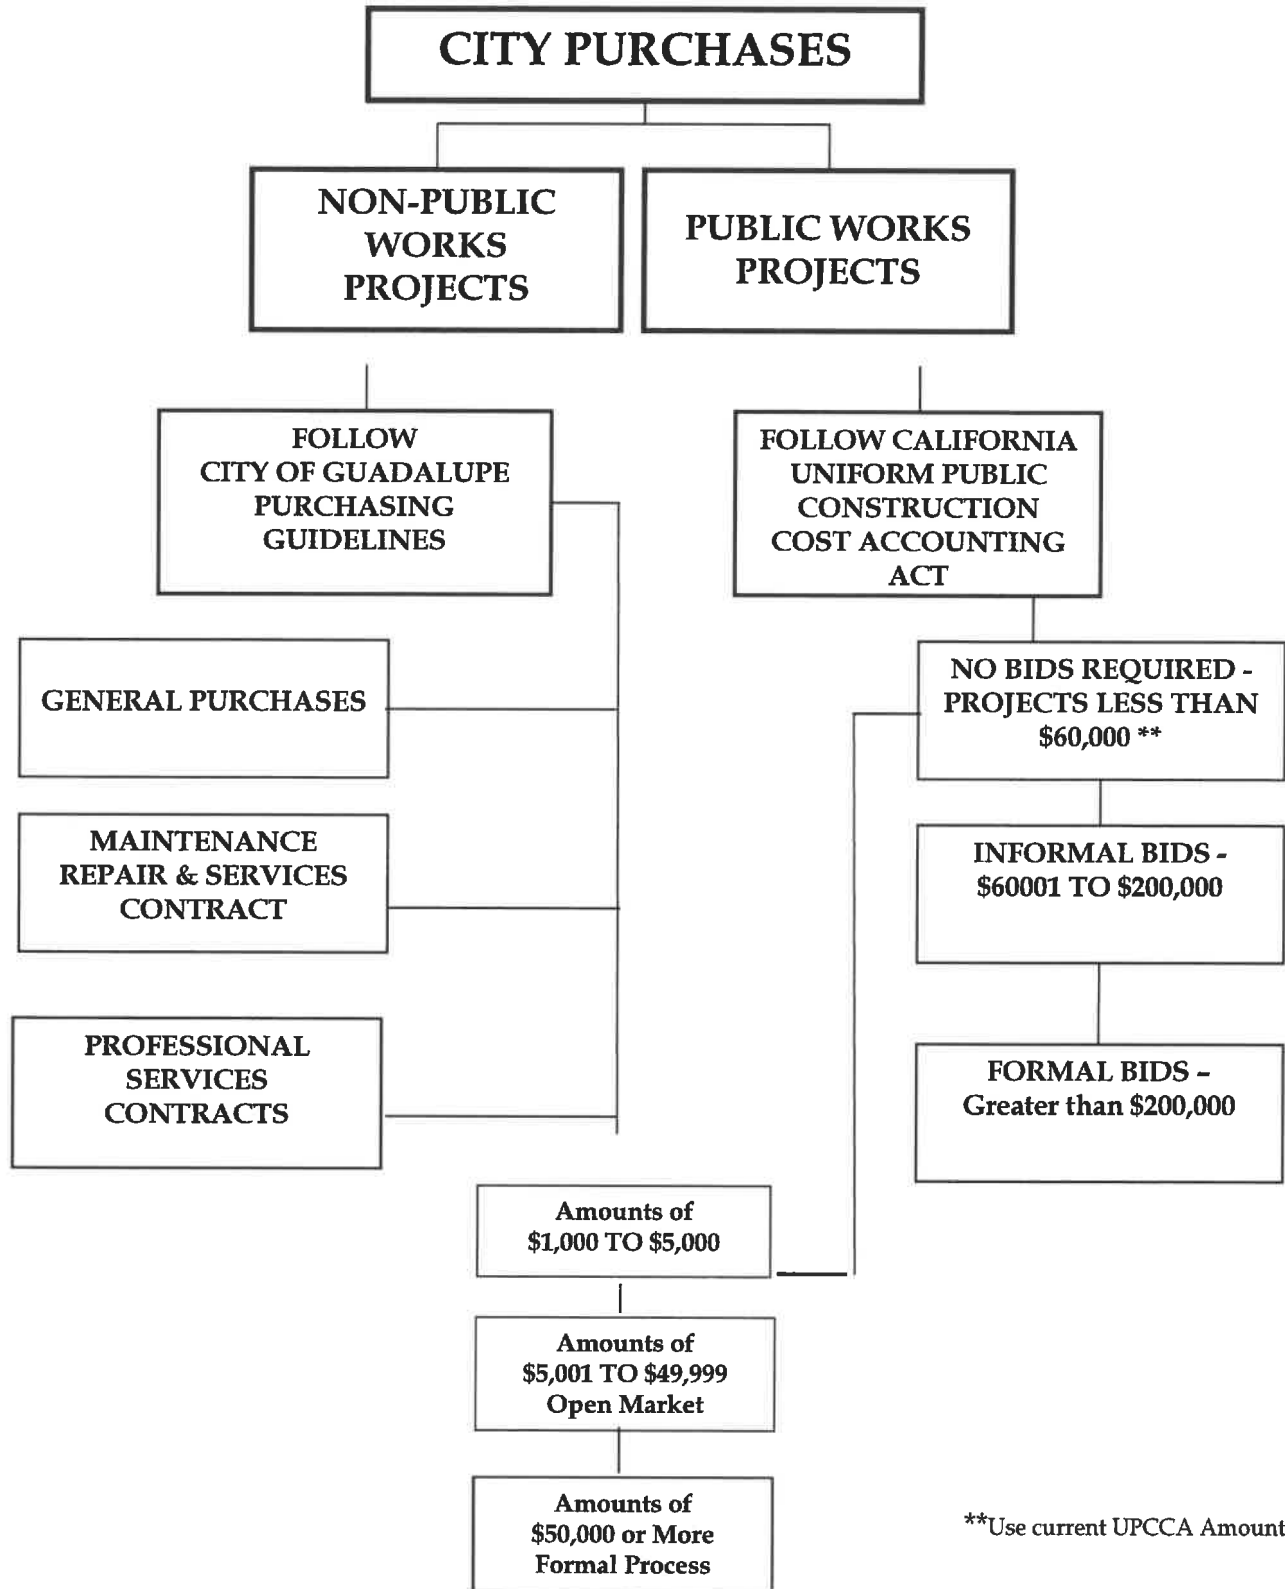 CITY PURCHASES
NON-PUBLIC
WORKS
PROJECTS
PUBLIC WORKS
PROJECTS
FOLLOW
CITY OF GUADALUPE
PURCHASING
GUIDELINES
FOLLOW CALIFORNIA
UNIFORM PUBLIC
CONSTRUCTION
COST ACCOUNTING
ACT
GENERAL PURCHASES
MAINTENANCE
REPAIR & SERVICES
CONTRACT
PROFESSIONAL
SERVICES
CONTRACTS
NO BIDS REQUIRED -
PROJECTS LESS THAN
$60,000 **
INFORMAL BIDS -
$60001 TO $200,000
FORMAL BIDS –
Greater than $200,000
Amounts of
$1,000 TO $5,000
Amounts of
$5,001 TO $49,999
Open Market
Amounts of
$50,000 or More
Formal Process
**Use current UPCCA Amount